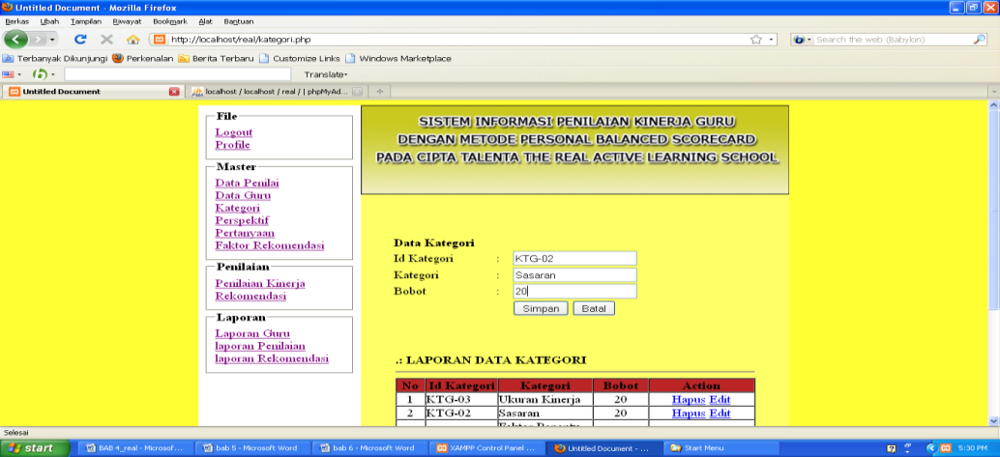 Untitled Document - Mozilla Firefox
Berkas Ubah Tampilan Riwayat Bookmark Alat Bantuan
http://localhost/real/kategori.php
Search the web (Babylon)
Terbanyak Dikunjungi Perkenalan Berita Terbaru Customize Links Windows Marketplace
Translate
Untitled Document localhost / localhost / real / | phpMyAd...
File
Logout
Profile
Master
Data Penilai
Data Guru
Kategori
Perspektif
Pertanyaan
Faktor Rekomendasi
Penilaian
Penilaian Kinerja
Rekomendasi
Laporan
Laporan Guru
laporan Penilaian
laporan Rekomendasi
SISTEM INFORMASI PENILAIAN KINERJA GURU
DENGAN METODE PERSONAL BALANCED SCORECARD
PADA CIPTA TALENTA THE REAL ACTIVE LEARNING SCHOOL
Data Kategori
Id Kategori : KTG-02
Kategori : Sasaran
Bobot : 20
Simpan Batal
.: LAPORAN DATA KATEGORI
No Id Kategori Kategori Bobot Action
1 KTG-03 Ukuran Kinerja 20 Hapus Edit
2 KTG-02 Sasaran 20 Hapus Edit
Selesai
start BAB 4_real - Microsof... bab 5 - Microsoft Word bab 6 - Microsoft Word XAMPP Control Panel ... Untitled Document - ... Start Menu 5:30 PM